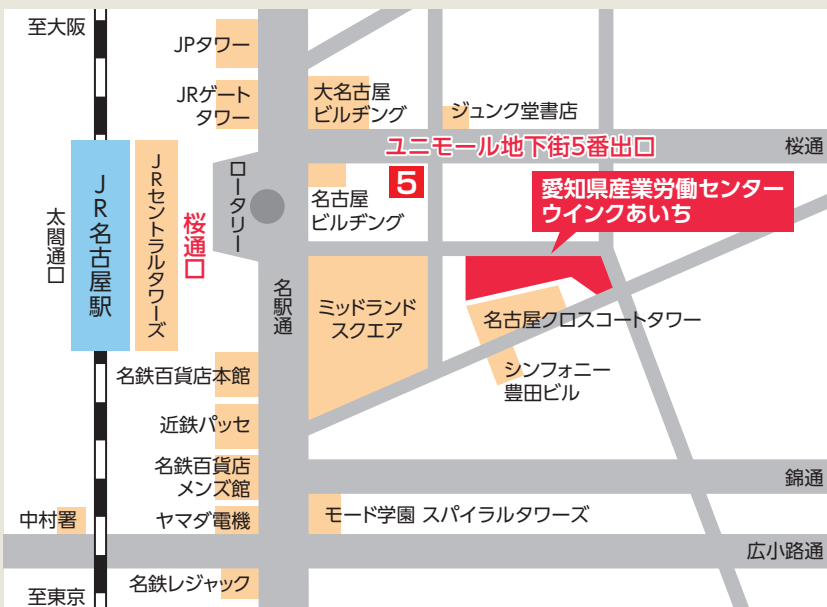 至大阪
JPタワー
JRゲート
タワー
大名古屋
ビルヂング
ジュンク堂書店
ユニモール地下街5番出口
桜通
JR名古屋駅
JRセントラルタワーズ
太閤通口
桜通口
ロータリー
名古屋
ビルヂング
5
愛知県産業労働センター
ウインクあいち
名駅通
ミッドランド
スクエア
名古屋クロスコートタワー
シンフォニー
豊田ビル
名鉄百貨店本館
近鉄パッセ
名鉄百貨店
メンズ館
錦通
中村署
ヤマダ電機
モード学園 スパイラルタワーズ
広小路通
名鉄レジャック
至東京